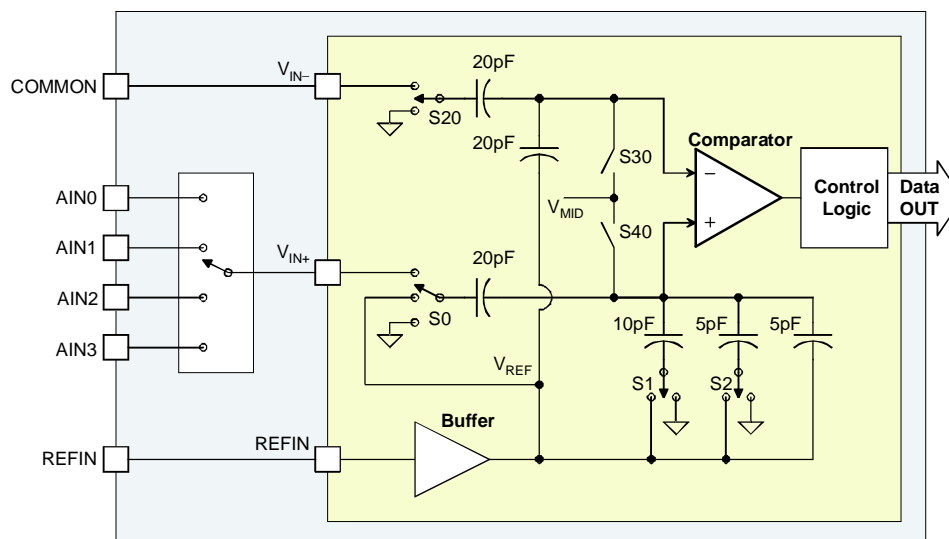 COMMON
V_IN−
20pF
S20
20pF
S30
Comparator
−
+
Control
Logic
Data
OUT
V_MID
S40
AIN0
AIN1
AIN2
AIN3
V_IN+
20pF
S0
10pF
5pF
5pF
V_REF
S1
S2
Buffer
REFIN
REFIN